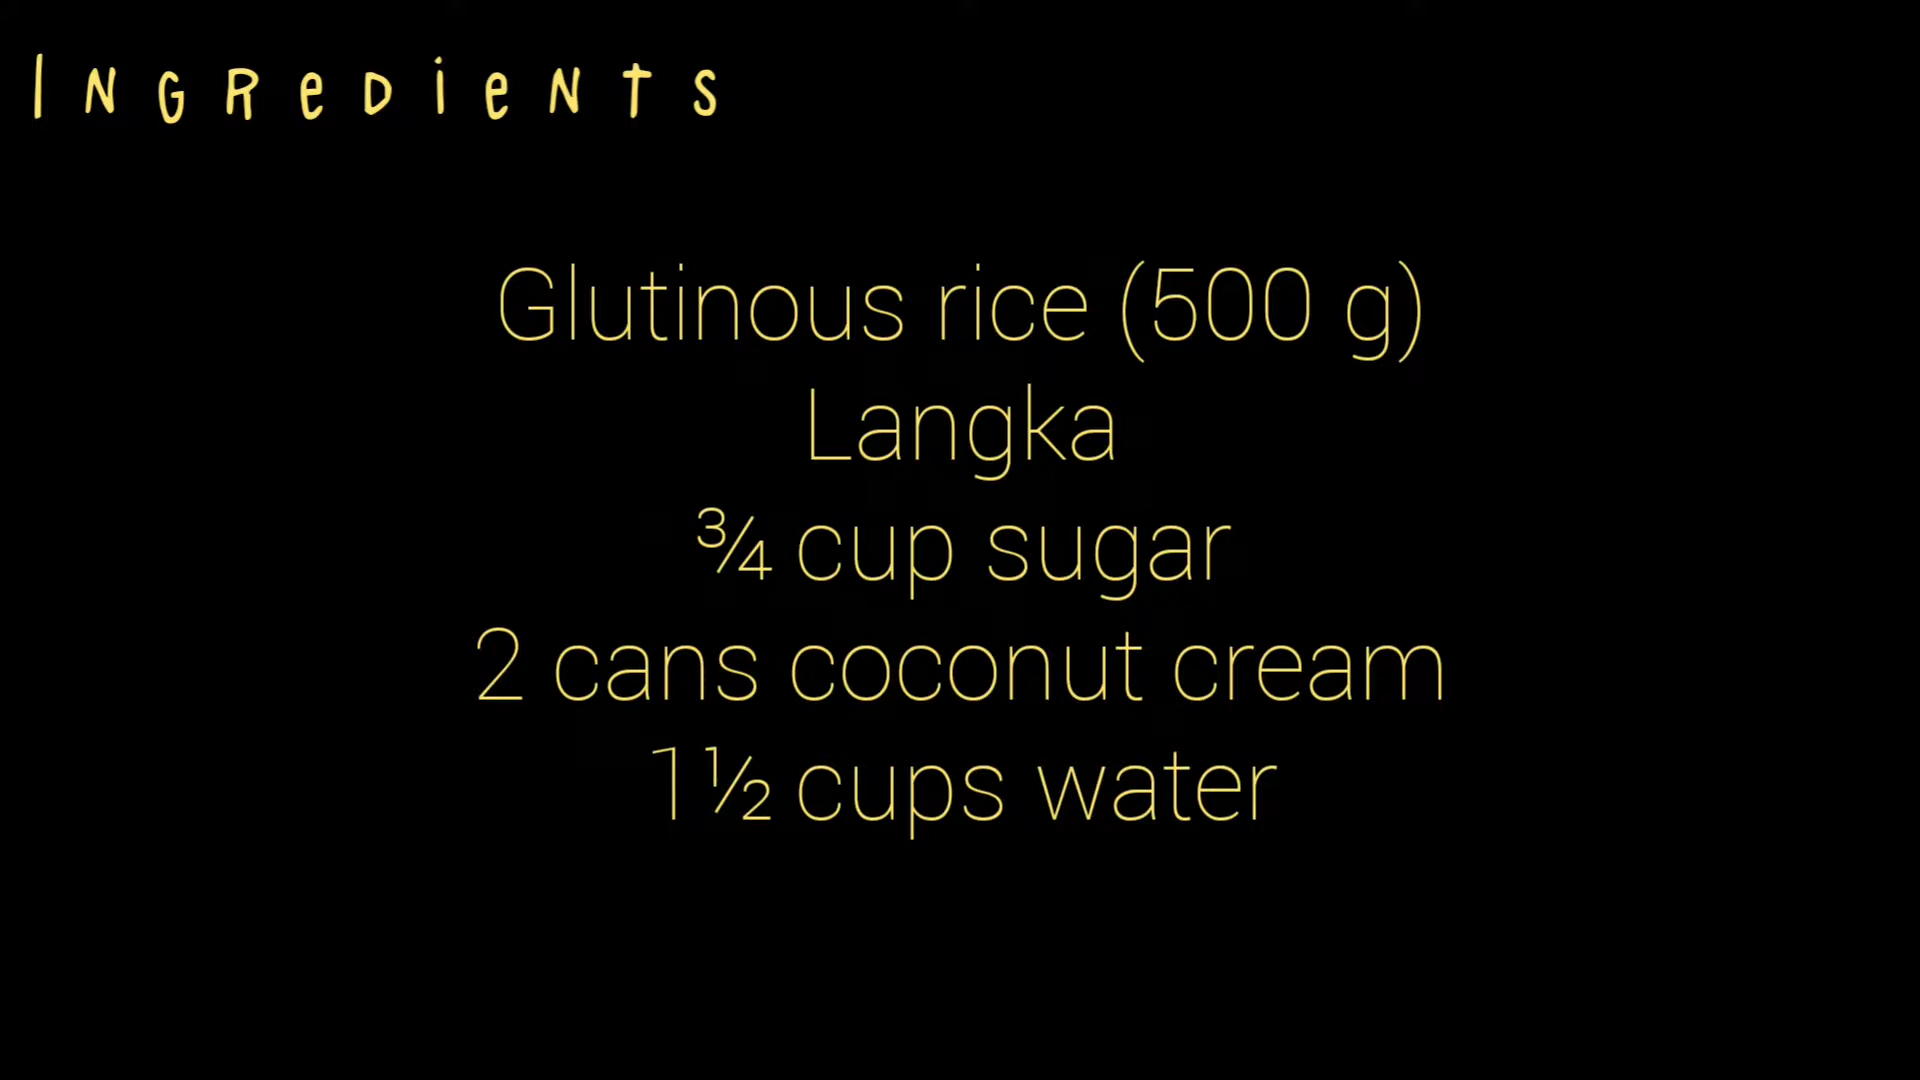 Ingredients
Glutinous rice (500 g)
Langka
¾ cup sugar
2 cans coconut cream
1½ cups water